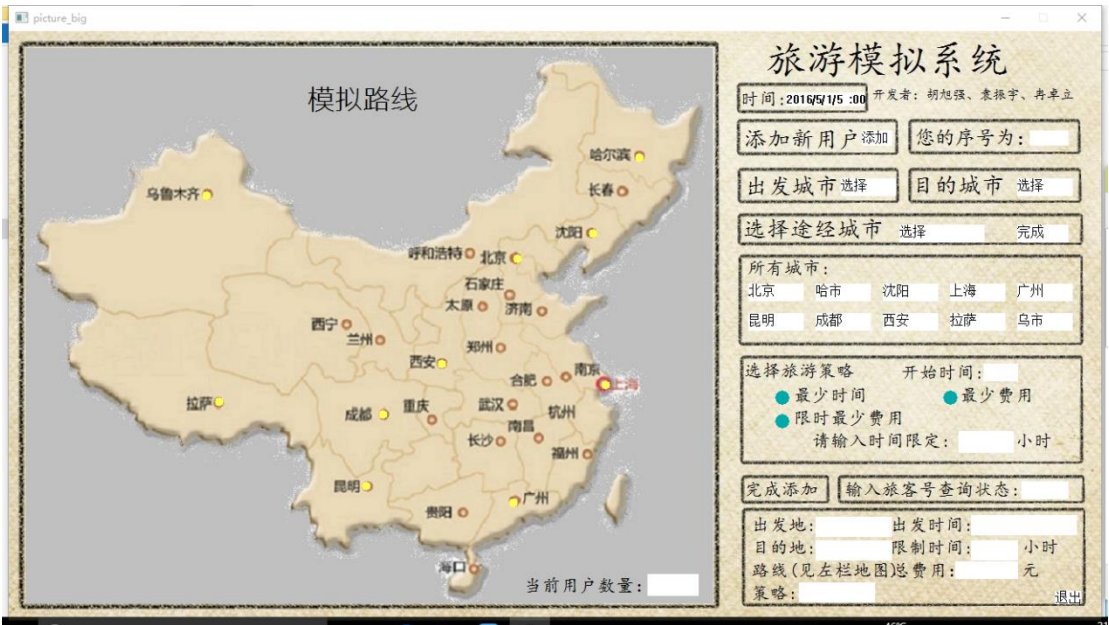 picture_big
模拟路线
哈尔滨
乌鲁木齐
长春
沈阳
呼和浩特
北京
石家庄
太原
济南
西宁
兰州
郑州
西安
南京
合肥
上海
拉萨
成都
重庆
武汉
杭州
南昌
长沙
福州
昆明
广州
贵阳
海口
当前用户数量:
旅游模拟系统
时间:2016/5/1/5 :00
开发者: 胡旭强、袁振宇、冉卓立
添加新用户 添加
您的序号为:
出发城市 选择
目的城市 选择
选择途经城市 选择 完成
所有城市:
北京 哈市 沈阳 上海 广州
昆明 成都 西安 拉萨 乌市
选择旅游策略 开始时间:
最少时间 最少费用
限时最少费用
请输入时间限定: 小时
完成添加 输入旅客号查询状态:
出发地: 出发时间:
目的地: 限制时间: 小时
路线(见左栏地图)总费用: 元
策略:
退出